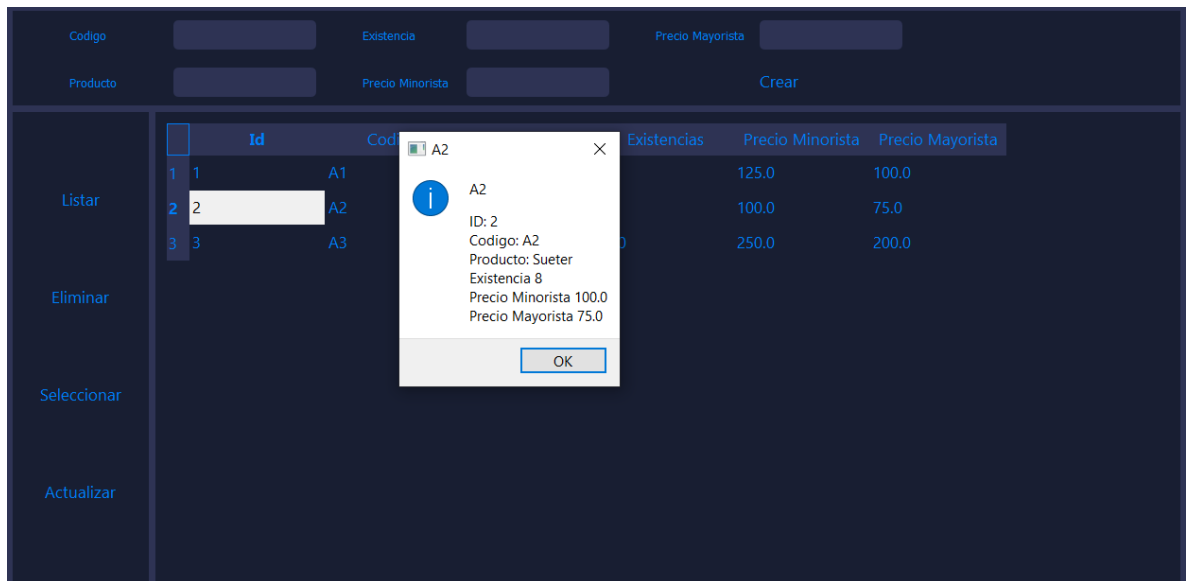 Codigo Existencia Precio Mayorista
Producto Precio Minorista Crear
Listar
Eliminar
Seleccionar
Actualizar
Id Existencias Precio Minorista Precio Mayorista
1 1 A1 125.0 100.0
2 2 A2 100.0 75.0
3 3 A3 250.0 200.0
A2
A2
ID: 2
Codigo: A2
Producto: Sueter
Existencia 8
Precio Minorista 100.0
Precio Mayorista 75.0
OK